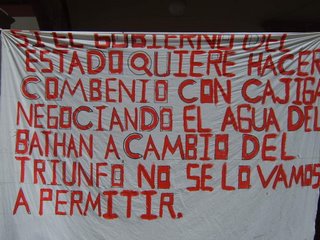 SI EL GOBIERNO DEL
ESTADO QUIERE HACER
COMBENIO CON CAJIGA
NEGOCIANDO EL AGUA DEL
BATHAN A CAMBIO DEL
TRIUNFO NO SE LO VAMOS
A PERMITIR.